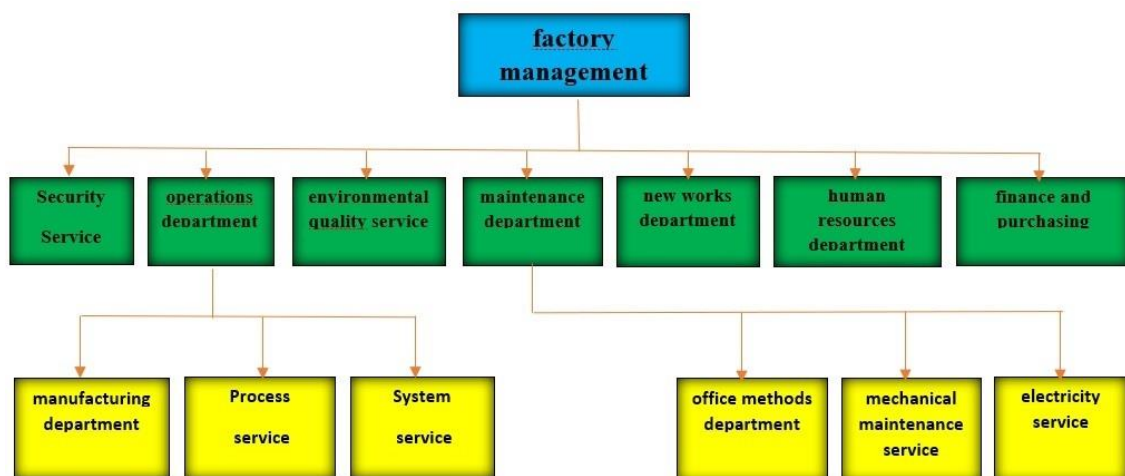 factory
management
Security
Service
operations
department
environmental
quality service
maintenance
department
new works
department
human
resources
department
finance and
purchasing
manufacturing
department
Process
service
System
service
office methods
department
mechanical
maintenance
service
electricity
service